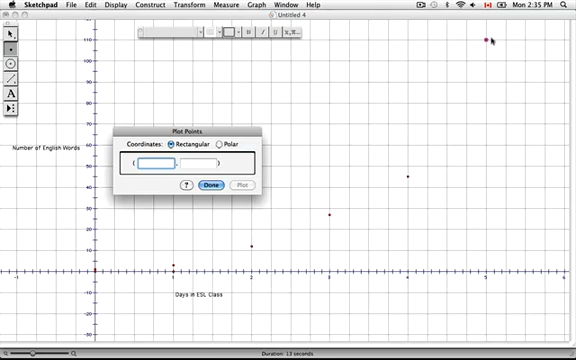 Sketchpad File Edit Display Construct Transform Measure Graph Window Help Mon 2:35 PM
Untitled 4
B I U
A
110
100
90
80
70
60
50
40
30
20
10
-10
-20
-30
-1
1
2
3
4
5
6
Number of English Words
Days in ESL Class
Plot Points
Coordinates: Rectangular Polar
( , )
? Done Plot
Duration: 13 seconds